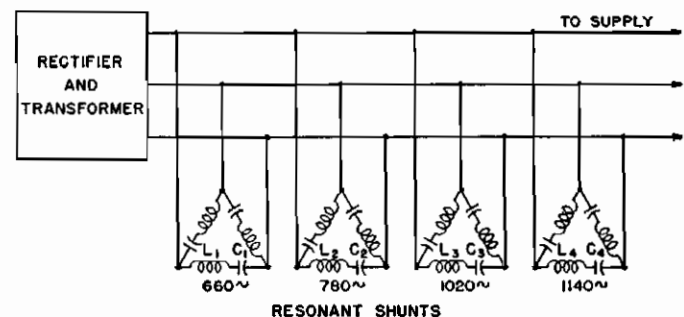 TO SUPPLY
RECTIFIER
AND
TRANSFORMER
L₁ C₁ L₂ C₂ L₃ C₃ L₄ C₄
660~ 780~ 1020~ 1140~
RESONANT SHUNTS